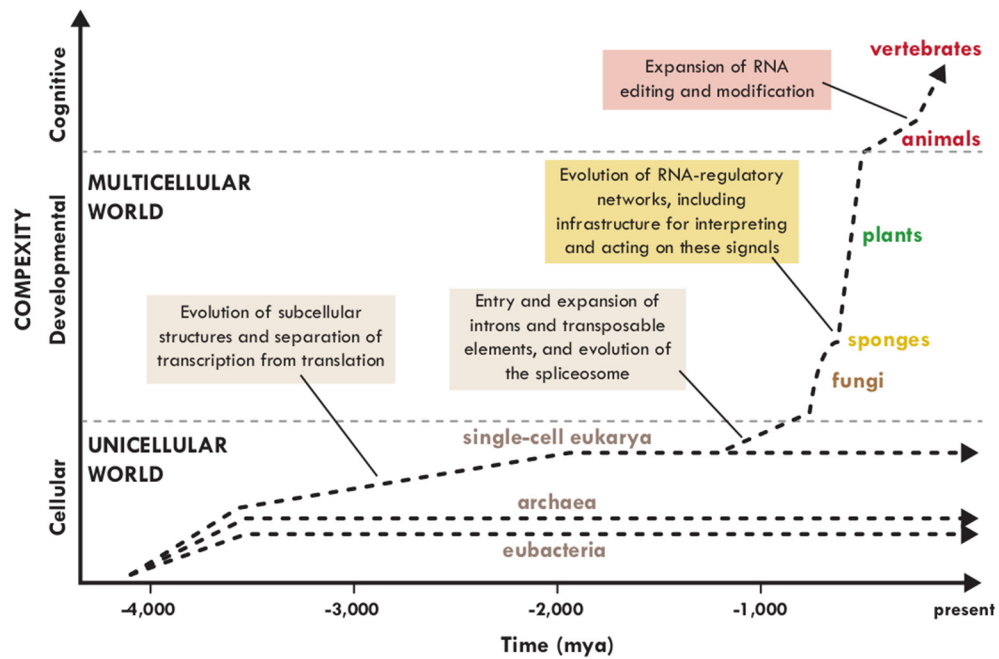 vertebrates
Expansion of RNA
editing and modification
Cognitive
animals
MULTICELLULAR
WORLD
Evolution of RNA-regulatory
networks, including
infrastructure for interpreting
and acting on these signals
plants
COMPEXITY
Developmental
Evolution of subcellular
structures and separation of
transcription from translation
Entry and expansion of
introns and transposable
elements, and evolution of
the spliceosome
sponges
fungi
UNICELLULAR
WORLD
single-cell eukarya
Cellular
archaea
eubacteria
-4,000
-3,000
-2,000
-1,000
present
Time (mya)